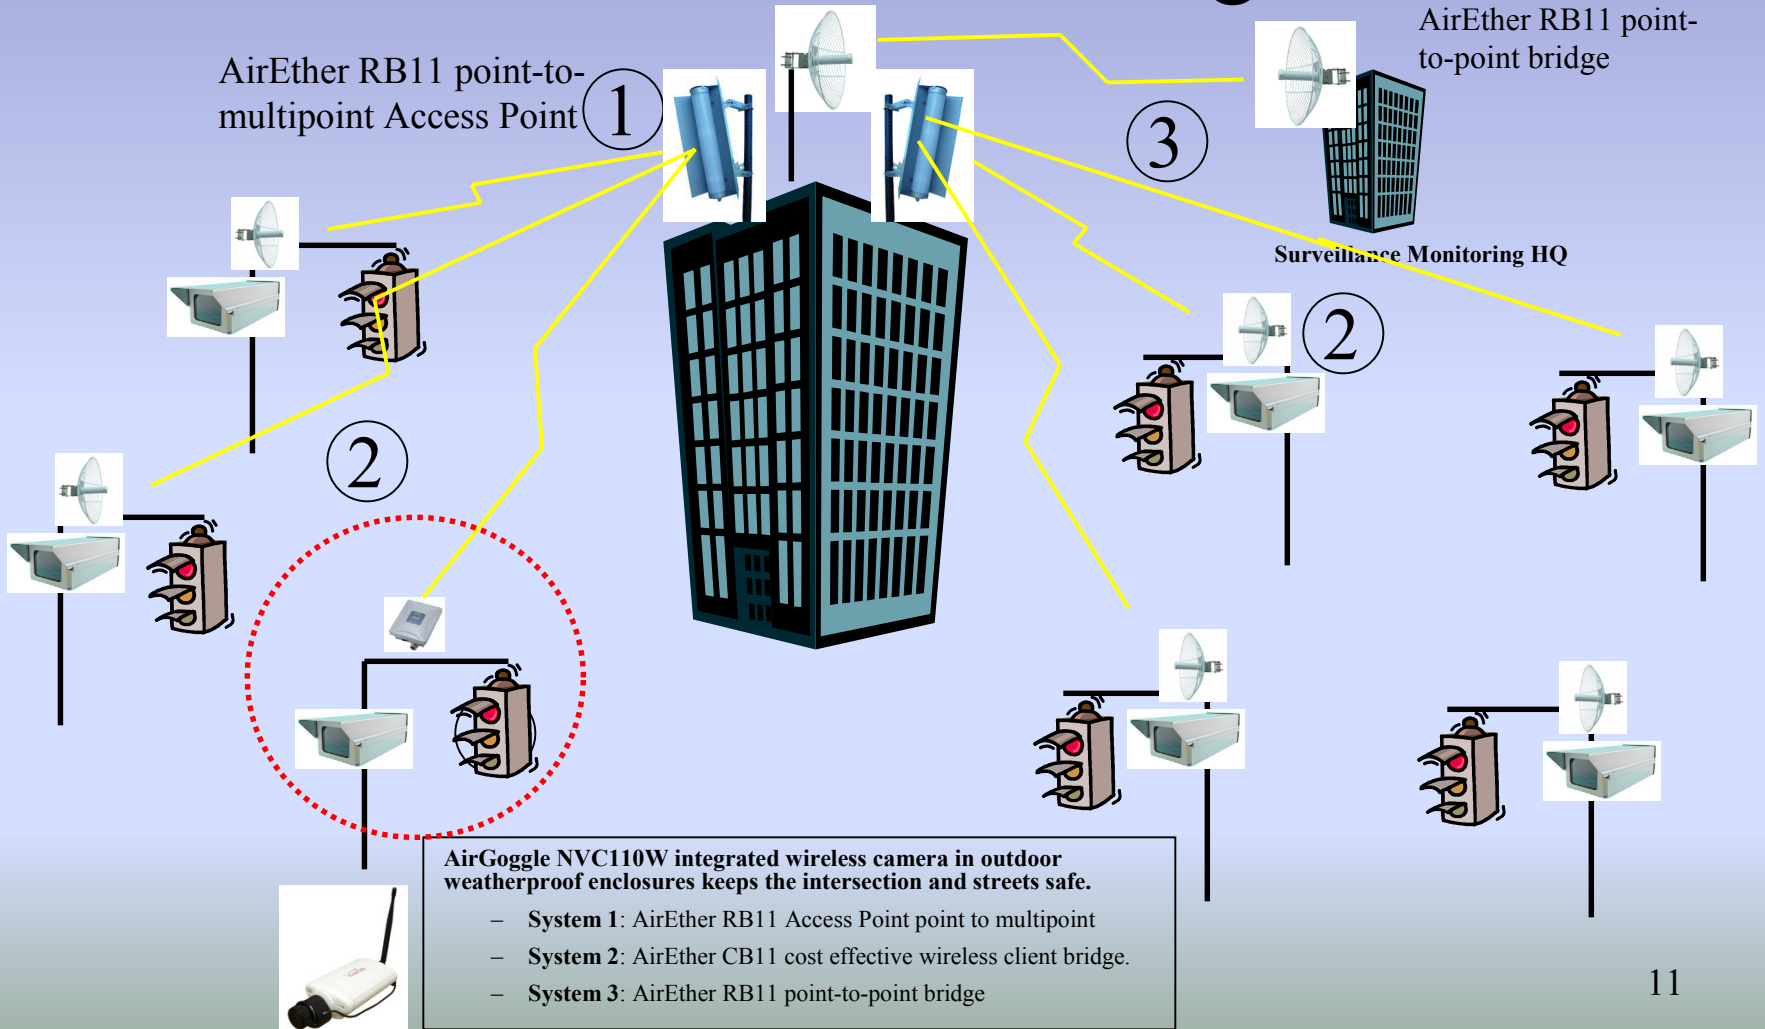 AirEther RB11 point-
to-point bridge
AirEther RB11 point-to-
multipoint Access Point
1
3
Surveillance Monitoring HQ
2
2
AirGoggle NVC110W integrated wireless camera in outdoor
weatherproof enclosures keeps the intersection and streets safe.
– System 1: AirEther RB11 Access Point point to multipoint
– System 2: AirEther CB11 cost effective wireless client bridge.
– System 3: AirEther RB11 point-to-point bridge
11